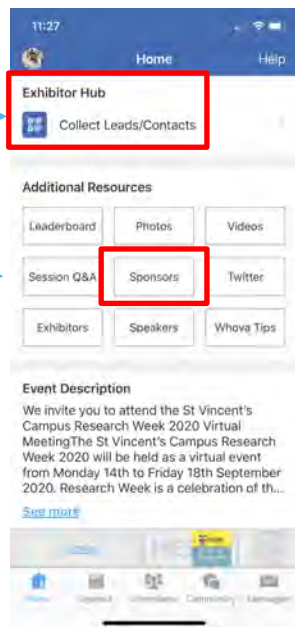 11:27
Home
Help
Exhibitor Hub
Collect Leads/Contacts
Additional Resources
Leaderboard
Photos
Videos
Session Q&A
Sponsors
Twitter
Exhibitors
Speakers
Whova Tips
Event Description
We invite you to attend the St Vincent's
Campus Research Week 2020 Virtual
MeetingThe St Vincent's Campus Research
Week 2020 will be held as a virtual event
from Monday 14th to Friday 18th September
2020. Research Week is a celebration of th...
See more
Home
Community
Messages